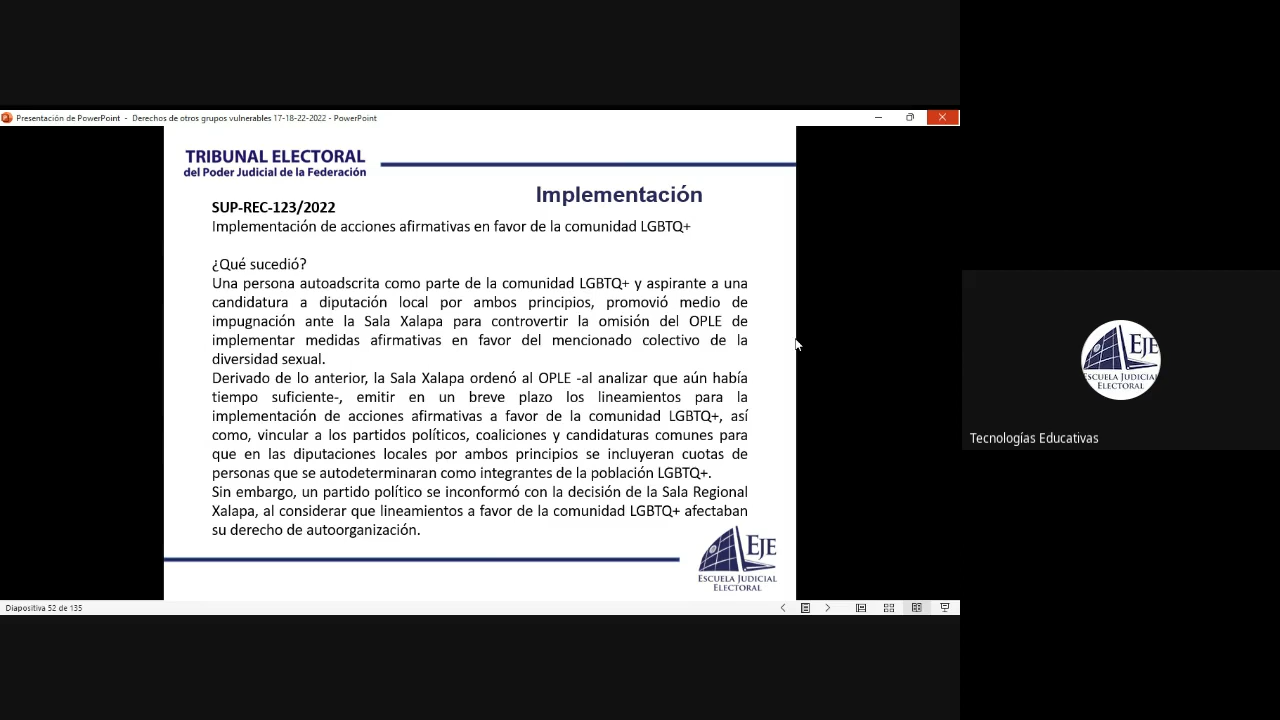 Presentación de PowerPoint - Derechos de otros grupos vulnerables 17-18-22-2022 - PowerPoint
TRIBUNAL ELECTORAL
del Poder Judicial de la Federación
Implementación
SUP-REC-123/2022
Implementación de acciones afirmativas en favor de la comunidad LGBTQ+
¿Qué sucedió?
Una persona autoadscrita como parte de la comunidad LGBTQ+ y aspirante a una
candidatura a diputación local por ambos principios, promovió medio de
impugnación ante la Sala Xalapa para controvertir la omisión del OPLE de
implementar medidas afirmativas en favor del mencionado colectivo de la
diversidad sexual.
Derivado de lo anterior, la Sala Xalapa ordenó al OPLE -al analizar que aún había
tiempo suficiente-, emitir en un breve plazo los lineamientos para la
implementación de acciones afirmativas a favor de la comunidad LGBTQ+, así
como, vincular a los partidos políticos, coaliciones y candidaturas comunes para
que en las diputaciones locales por ambos principios se incluyeran cuotas de
personas que se autodeterminaran como integrantes de la población LGBTQ+.
Sin embargo, un partido político se inconformó con la decisión de la Sala Regional
Xalapa, al considerar que lineamientos a favor de la comunidad LGBTQ+ afectaban
su derecho de autoorganización.
EJE
ESCUELA JUDICIAL
ELECTORAL
Diapositiva 52 de 135
EJE
ESCUELA JUDICIAL
ELECTORAL
Tecnologías Educativas